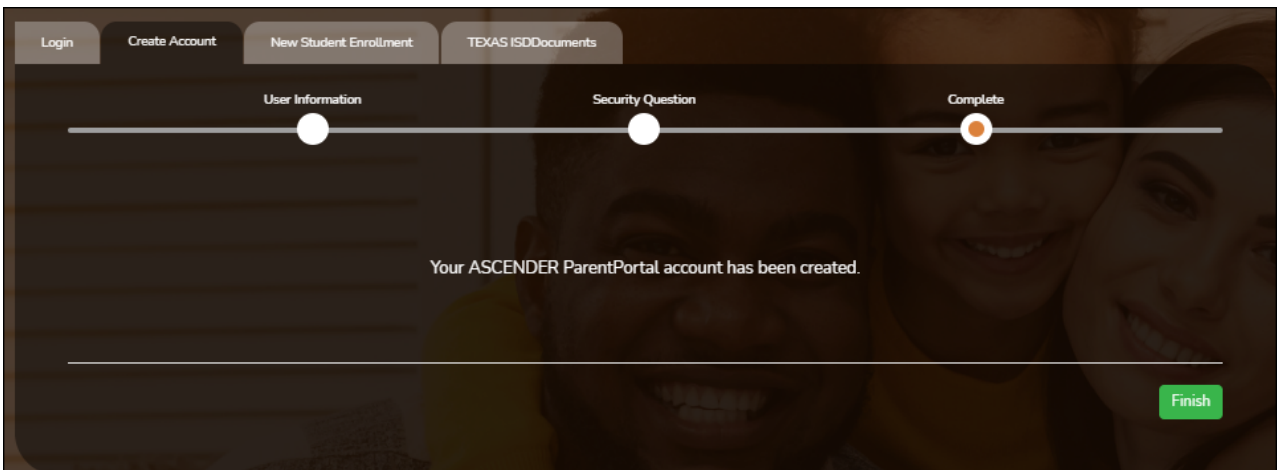 Login Create Account New Student Enrollment TEXAS ISDDocuments
User Information Security Question Complete
Your ASCENDER ParentPortal account has been created.
Finish